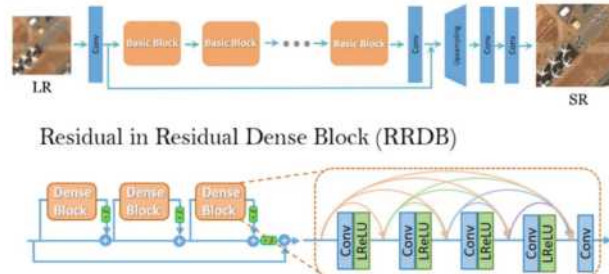 Conv
Basic Block
Basic Block
Basic Block
Conv
Upsampling
Conv
Conv
LR
SR
Residual in Residual Dense Block (RRDB)
Dense
Block
Dense
Block
Dense
Block
Conv
LReLU
Conv
LReLU
Conv
LReLU
Conv
LReLU
Conv